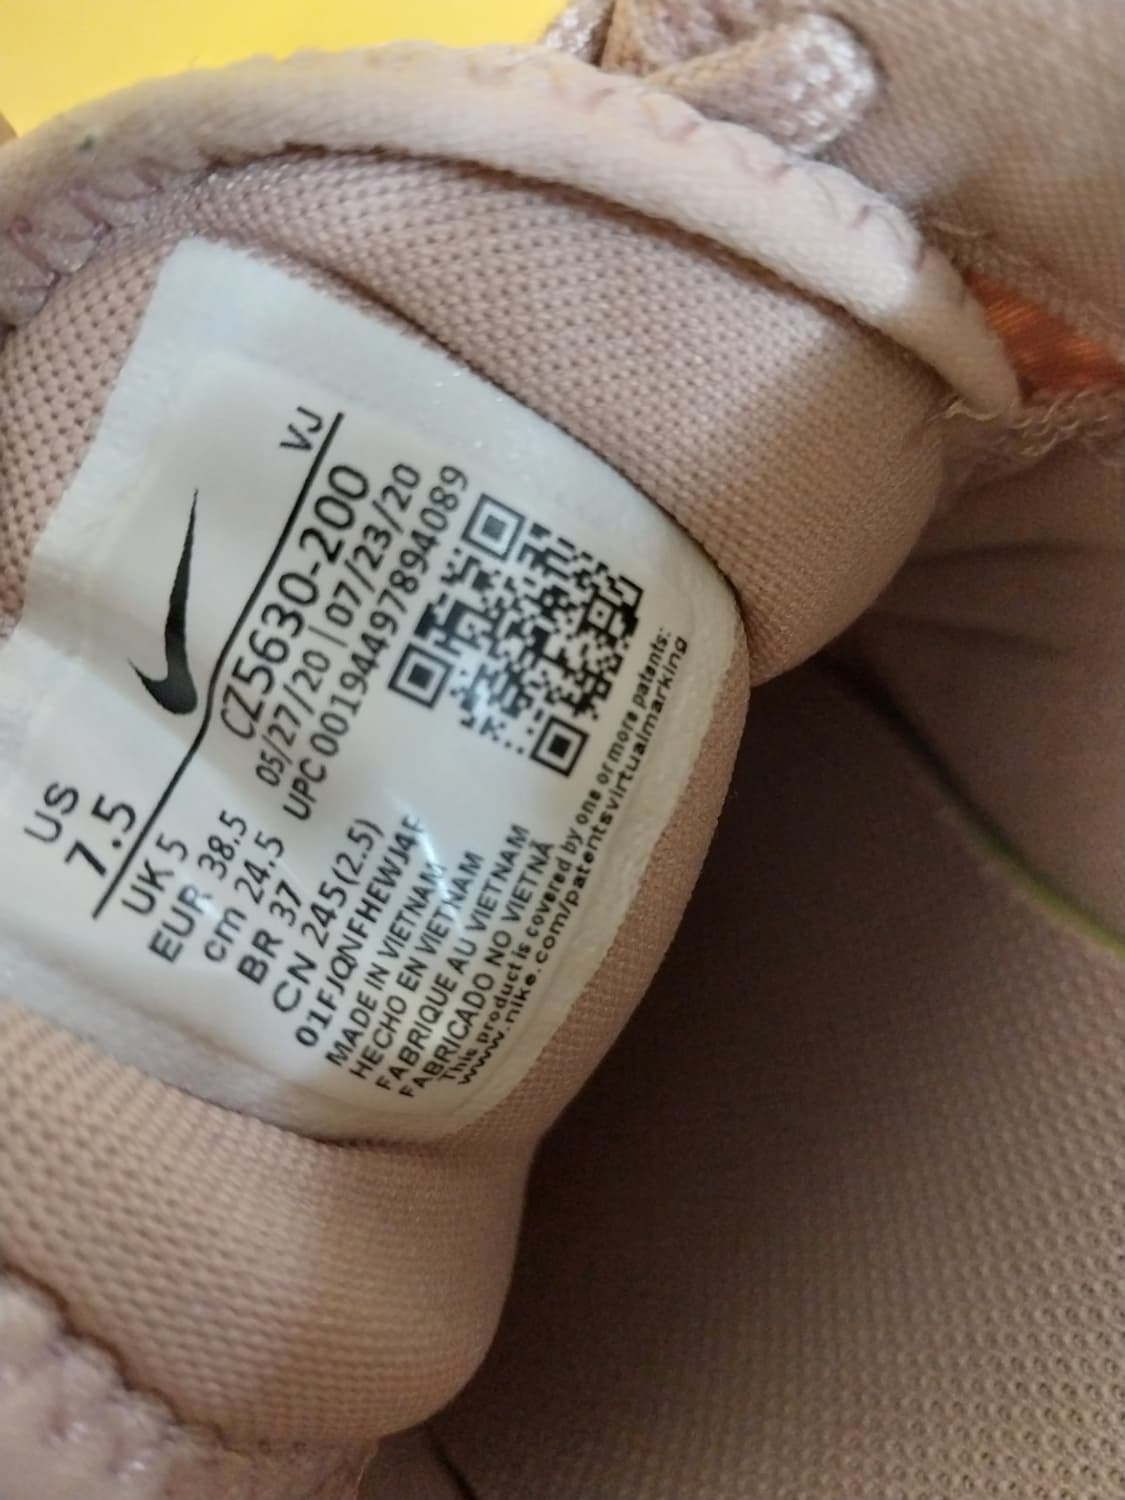 US
7.5
VJ
UK 5
EUR 38.5
cm 24.5
BR 37
CN 245(2.5)
CZ5630-200
05/27/20 | 07/23/20
UPC 00194497894089
MADE IN VIETNAM
HECHO EN VIETNAM
FABRIQUE AU VIETNAM
FABRICADO NO VIETNÃ
This product is covered by one or more patents:
www.nike.com/patentsvirtualmarking